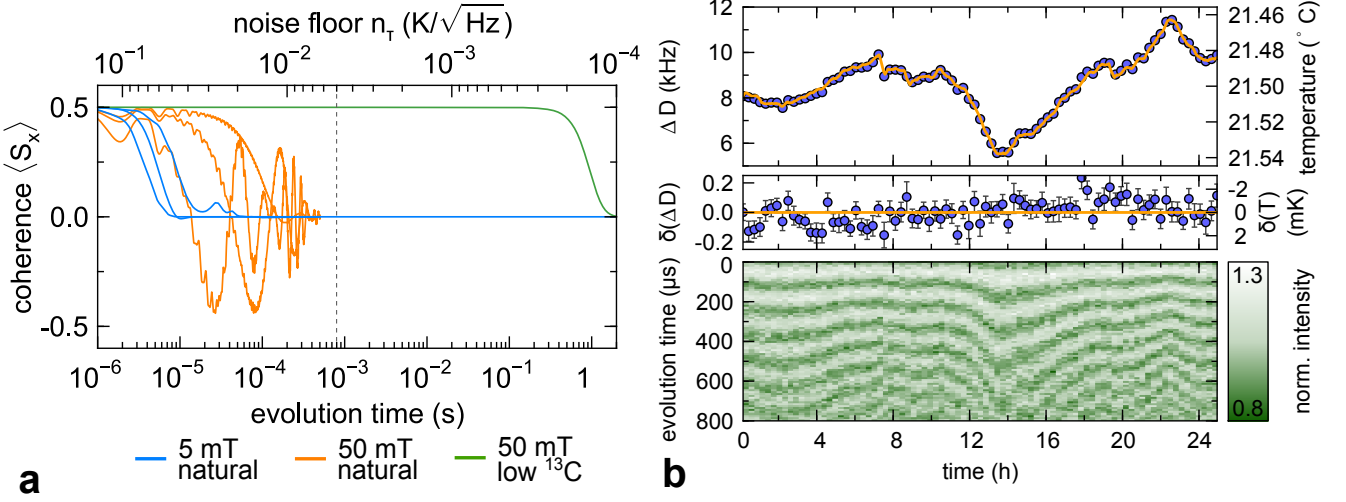 noise floor n_T (K/√Hz)
10⁻¹ 10⁻² 10⁻³ 10⁻⁴
coherence ⟨S_x⟩
0.5
0.0
-0.5
10⁻⁶ 10⁻⁵ 10⁻⁴ 10⁻³ 10⁻² 10⁻¹ 1
evolution time (s)
5 mT
natural
50 mT
natural
50 mT
low ¹³C
a
Δ D (kHz)
12
10
8
6
21.46
21.48
21.50
21.52
21.54
temperature (°C)
δ(Δ D)
0.2
0.0
-0.2
-2
0
2
δ(T)
(mK)
evolution time (µs)
0
200
400
600
800
0 4 8 12 16 20 24
time (h)
1.3
0.8
norm. intensity
b